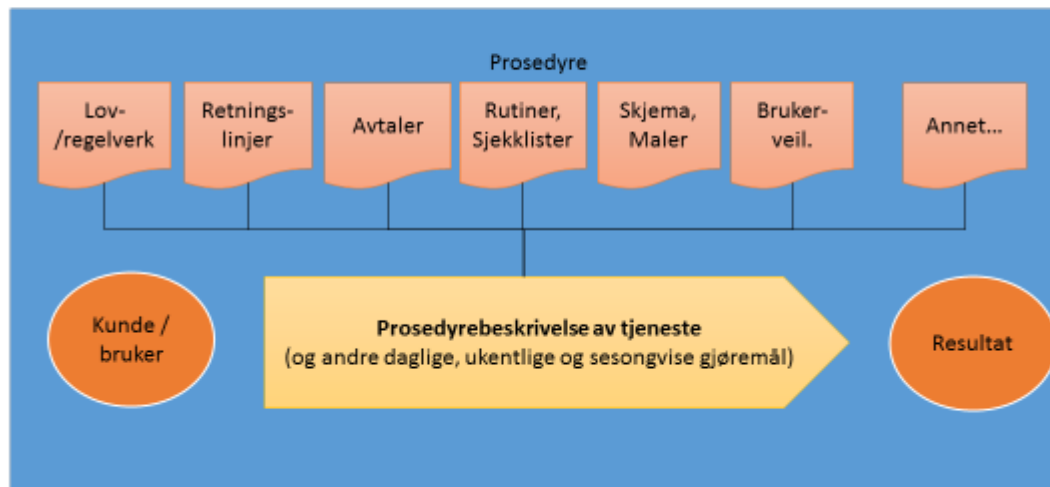 Prosedyre
Lov-
/regelverk
Retnings-
linjer
Avtaler
Rutiner,
Sjekklister
Skjema,
Maler
Bruker-
veil.
Annet...
Kunde /
bruker
Prosedyrebeskrivelse av tjeneste
(og andre daglige, ukentlige og sesongvise gjøremål)
Resultat